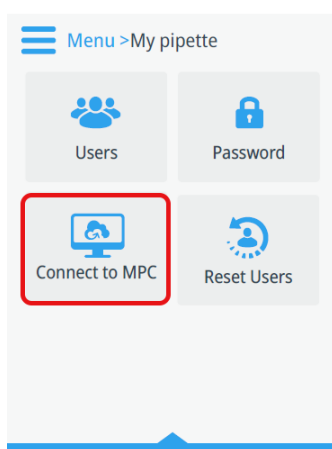 Menu >My pipette
Users
Password
Connect to MPC
Reset Users